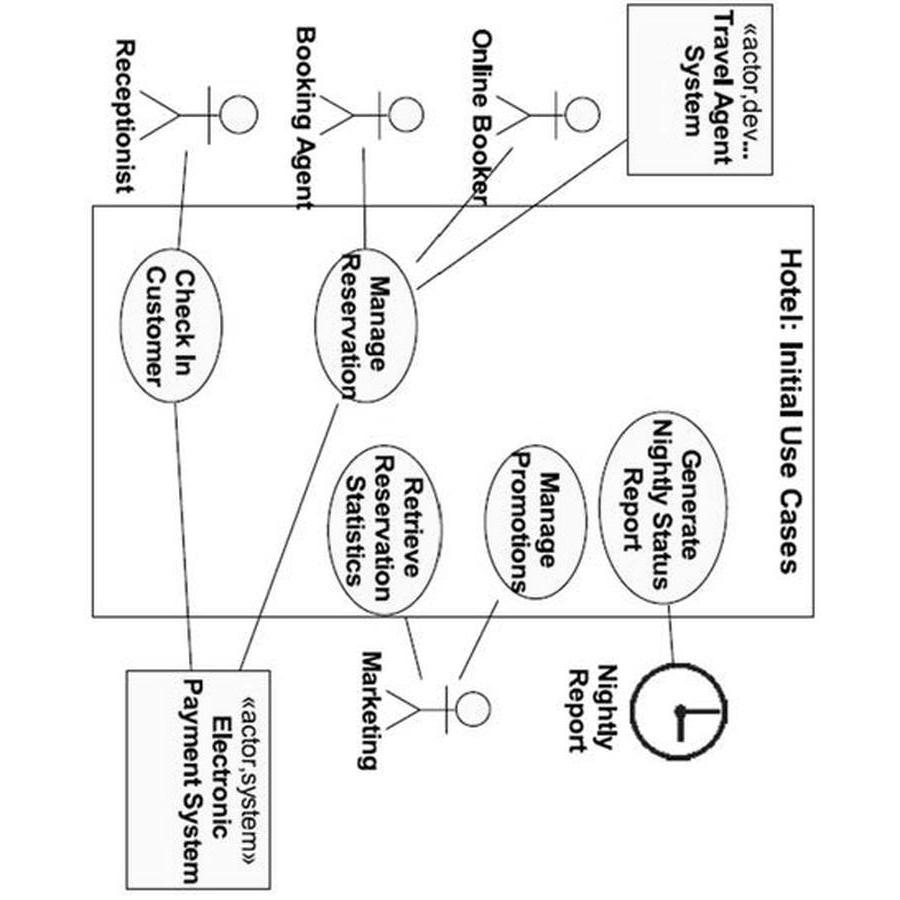 Hotel: Initial Use Cases
«actor,dev...
Travel Agent
System
Online Booker
Booking Agent
Receptionist
Generate
Nightly Status
Report
Manage
Promotions
Retrieve
Reservation
Statistics
Manage
Reservation
Check In
Customer
Nightly
Report
Marketing
«actor,system»
Electronic
Payment System